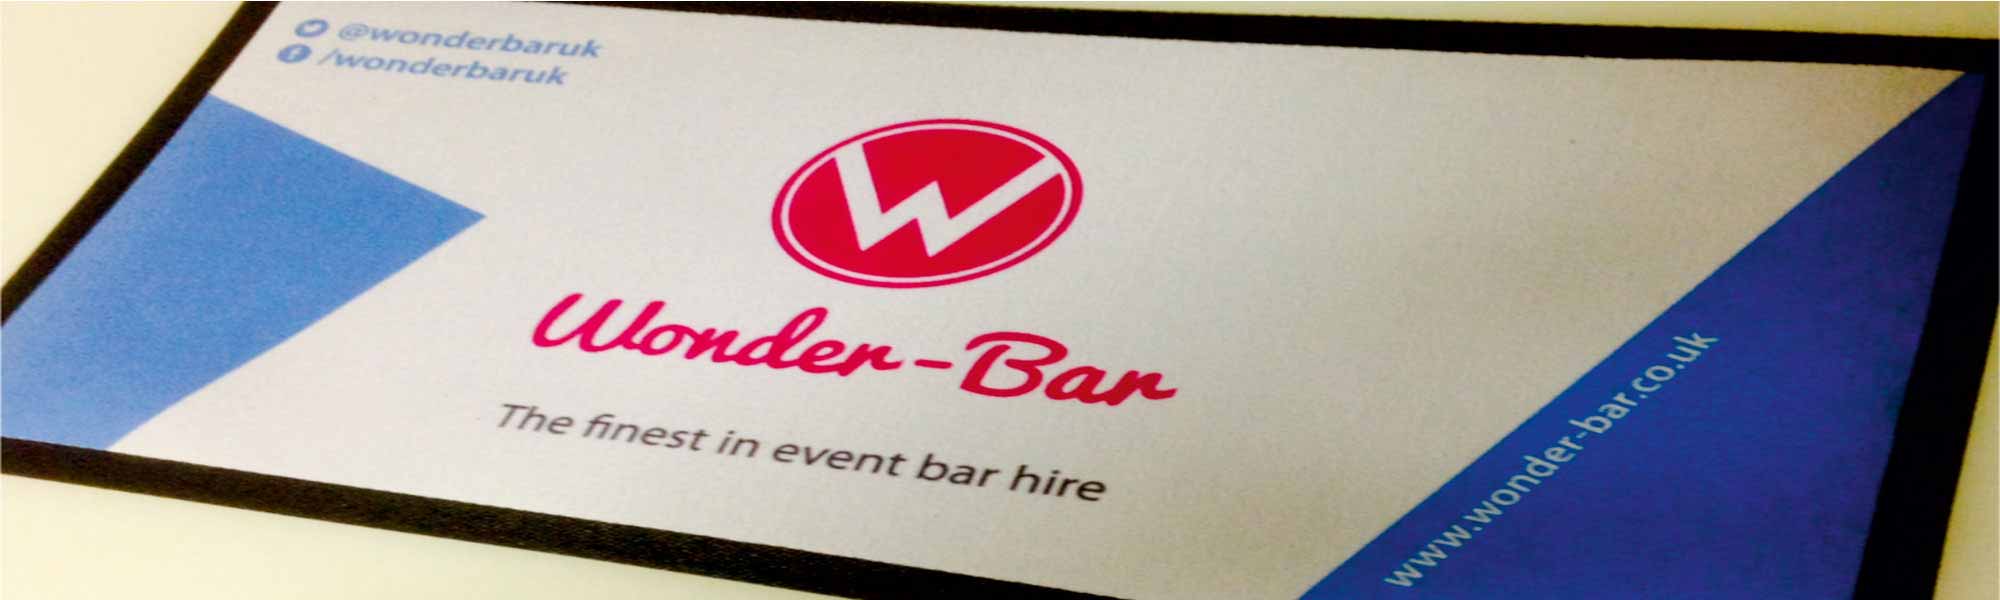 @wonderbaruk
/wonderbaruk
W
Wonder-Bar
The finest in event bar hire
www.wonder-bar.co.uk